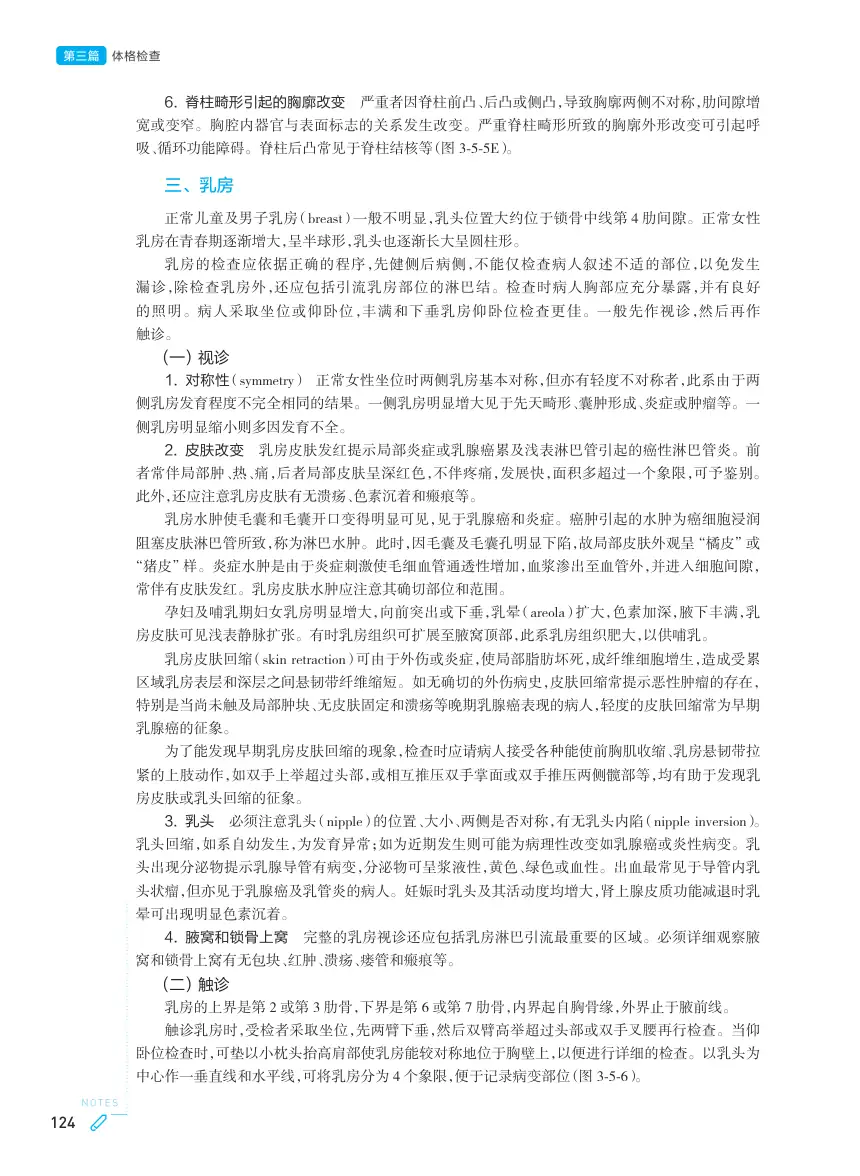 第三篇 体格检查
6. 脊柱畸形引起的胸廓改变 严重者因脊柱前凸、后凸或侧凸,导致胸廓两侧不对称,肋间隙增
宽或变窄。胸腔内器官与表面标志的关系发生改变。严重脊柱畸形所致的胸廓外形改变可引起呼
吸、循环功能障碍。脊柱后凸常见于脊柱结核等(图 3-5-5E)。
三、乳房
正常儿童及男子乳房(breast)一般不明显,乳头位置大约位于锁骨中线第 4 肋间隙。正常女性
乳房在青春期逐渐增大,呈半球形,乳头也逐渐长大呈圆柱形。
乳房的检查应依据正确的程序,先健侧后病侧,不能仅检查病人叙述不适的部位,以免发生
漏诊,除检查乳房外,还应包括引流乳房部位的淋巴结。检查时病人胸部应充分暴露,并有良好
的照明。病人采取坐位或仰卧位,丰满和下垂乳房仰卧位检查更佳。一般先作视诊,然后再作
触诊。
(一) 视诊
1. 对称性(symmetry) 正常女性坐位时两侧乳房基本对称,但亦有轻度不对称者,此系由于两
侧乳房发育程度不完全相同的结果。一侧乳房明显增大见于先天畸形、囊肿形成、炎症或肿瘤等。一
侧乳房明显缩小则多因发育不全。
2. 皮肤改变 乳房皮肤发红提示局部炎症或乳腺癌累及浅表淋巴管引起的癌性淋巴管炎。前
者常伴局部肿、热、痛,后者局部皮肤呈深红色,不伴疼痛,发展快,面积多超过一个象限,可予鉴别。
此外,还应注意乳房皮肤有无溃疡、色素沉着和瘢痕等。
乳房水肿使毛囊和毛囊开口变得明显可见,见于乳腺癌和炎症。癌肿引起的水肿为癌细胞浸润
阻塞皮肤淋巴管所致,称为淋巴水肿。此时,因毛囊及毛囊孔明显下陷,故局部皮肤外观呈“橘皮”或
“猪皮”样。炎症水肿是由于炎症刺激使毛细血管通透性增加,血浆渗出至血管外,并进入细胞间隙,
常伴有皮肤发红。乳房皮肤水肿应注意其确切部位和范围。
孕妇及哺乳期妇女乳房明显增大,向前突出或下垂,乳晕(areola)扩大,色素加深,腋下丰满,乳
房皮肤可见浅表静脉扩张。有时乳房组织可扩展至腋窝顶部,此系乳房组织肥大,以供哺乳。
乳房皮肤回缩(skin retraction)可由于外伤或炎症,使局部脂肪坏死,成纤维细胞增生,造成受累
区域乳房表层和深层之间悬韧带纤维缩短。如无确切的外伤病史,皮肤回缩常提示恶性肿瘤的存在,
特别是当尚未触及局部肿块、无皮肤固定和溃疡等晚期乳腺癌表现的病人,轻度的皮肤回缩常为早期
乳腺癌的征象。
为了能发现早期乳房皮肤回缩的现象,检查时应请病人接受各种能使前胸肌收缩、乳房悬韧带拉
紧的上肢动作,如双手上举超过头部,或相互推压双手掌面或双手推压两侧髋部等,均有助于发现乳
房皮肤或乳头回缩的征象。
3. 乳头 必须注意乳头(nipple)的位置、大小、两侧是否对称,有无乳头内陷(nipple inversion)。
乳头回缩,如系自幼发生,为发育异常;如为近期发生则可能为病理性改变如乳腺癌或炎性病变。乳
头出现分泌物提示乳腺导管有病变,分泌物可呈浆液性,黄色、绿色或血性。出血最常见于导管内乳
头状瘤,但亦见于乳腺癌及乳管炎的病人。妊娠时乳头及其活动度均增大,肾上腺皮质功能减退时乳
晕可出现明显色素沉着。
4. 腋窝和锁骨上窝 完整的乳房视诊还应包括乳房淋巴引流最重要的区域。必须详细观察腋
窝和锁骨上窝有无包块、红肿、溃疡、瘘管和瘢痕等。
(二) 触诊
乳房的上界是第 2 或第 3 肋骨,下界是第 6 或第 7 肋骨,内界起自胸骨缘,外界止于腋前线。
触诊乳房时,受检者采取坐位,先两臂下垂,然后双臂高举超过头部或双手叉腰再行检查。当仰
卧位检查时,可垫以小枕头抬高肩部使乳房能较对称地位于胸壁上,以便进行详细的检查。以乳头为
中心作一垂直线和水平线,可将乳房分为 4 个象限,便于记录病变部位(图 3-5-6)。
NOTES
124